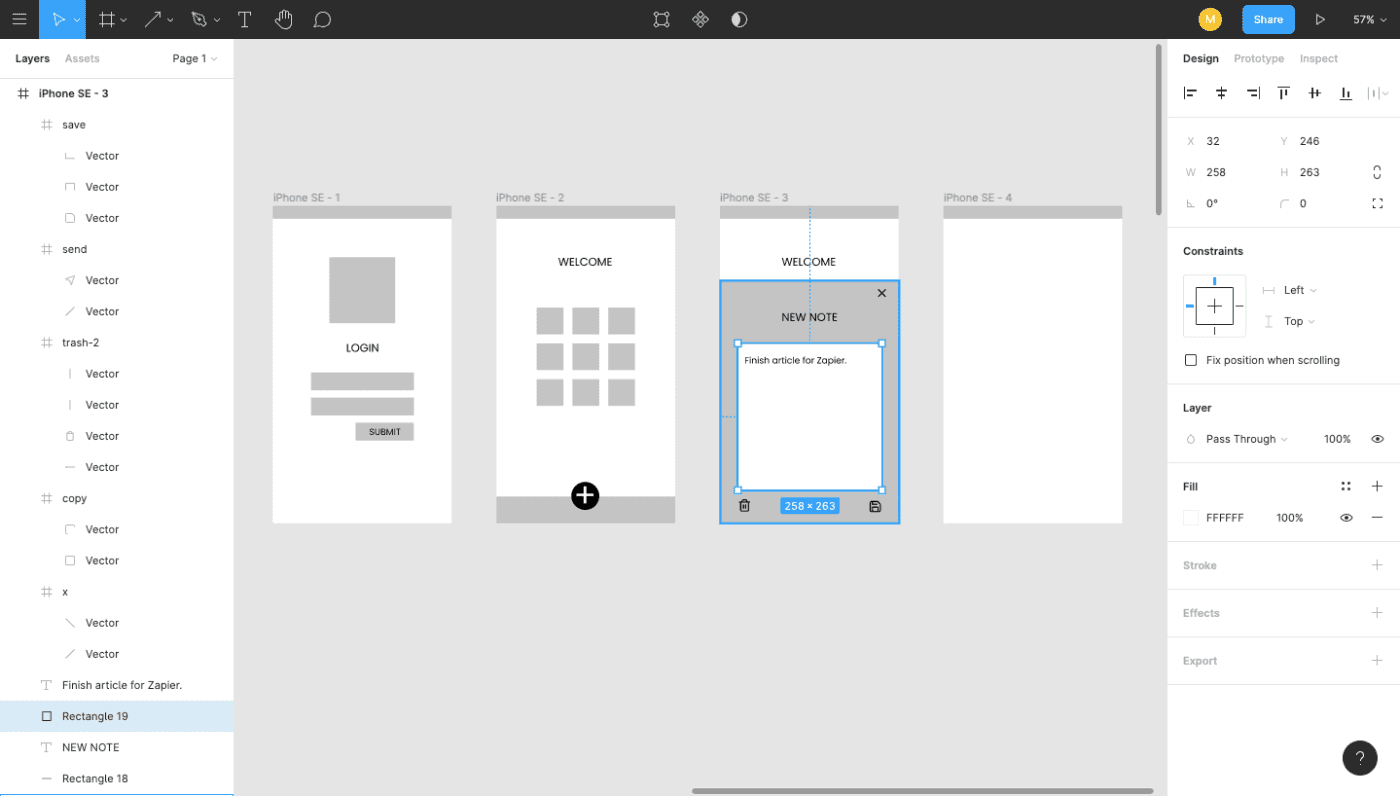 M
Share
57%
Layers
Assets
Page 1
iPhone SE - 3
save
Vector
Vector
Vector
send
Vector
Vector
trash-2
Vector
Vector
Vector
Vector
copy
Vector
Vector
x
Vector
Vector
Finish article for Zapier.
Rectangle 19
NEW NOTE
Rectangle 18
iPhone SE - 1
LOGIN
SUBMIT
iPhone SE - 2
WELCOME
iPhone SE - 3
WELCOME
NEW NOTE
Finish article for Zapier.
258 × 263
iPhone SE - 4
Design
Prototype
Inspect
X 32
Y 246
W 258
H 263
0°
0
Constraints
Left
Top
Fix position when scrolling
Layer
Pass Through
100%
Fill
FFFFFF
100%
Stroke
Effects
Export
?